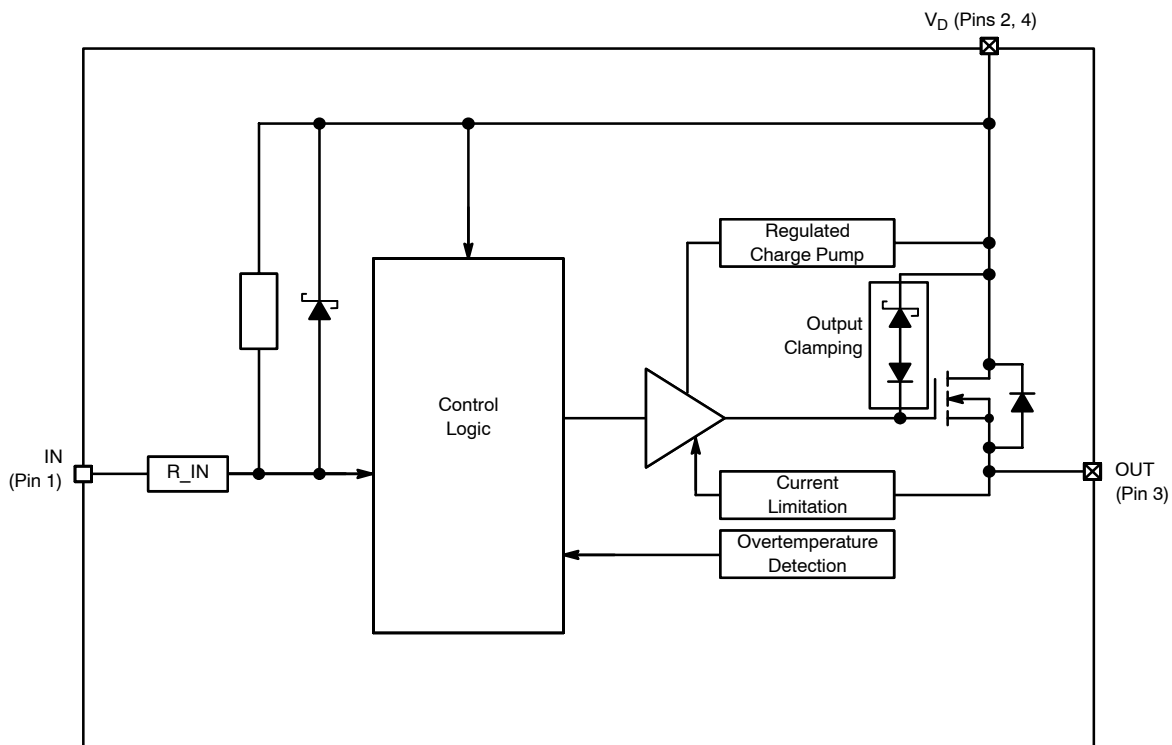 V_D (Pins 2, 4)
Regulated
Charge Pump
Output
Clamping
Control
Logic
IN
(Pin 1)
R_IN
Current
Limitation
OUT
(Pin 3)
Overtemperature
Detection